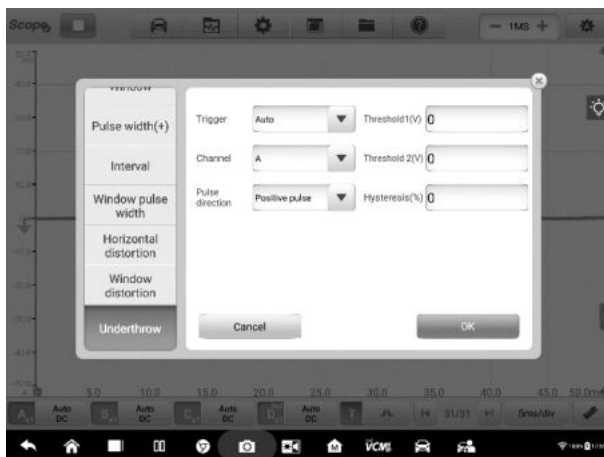 Scope
1MS
Window
Pulse width(+)
Interval
Window pulse
width
Horizontal
distortion
Window
distortion
Underthrow
Trigger
Auto
Threshold1(V)
0
Channel
A
Threshold 2(V)
0
Pulse
direction
Positive pulse
Hysteresis(%)
0
Cancel
OK
5.0 10.0 15.0 20.0 25.0 30.0 35.0 40.0 45.0 50.0ms
A Auto DC B Auto DC C Auto DC D Auto DC T 31/31 5ms/div
VCMI